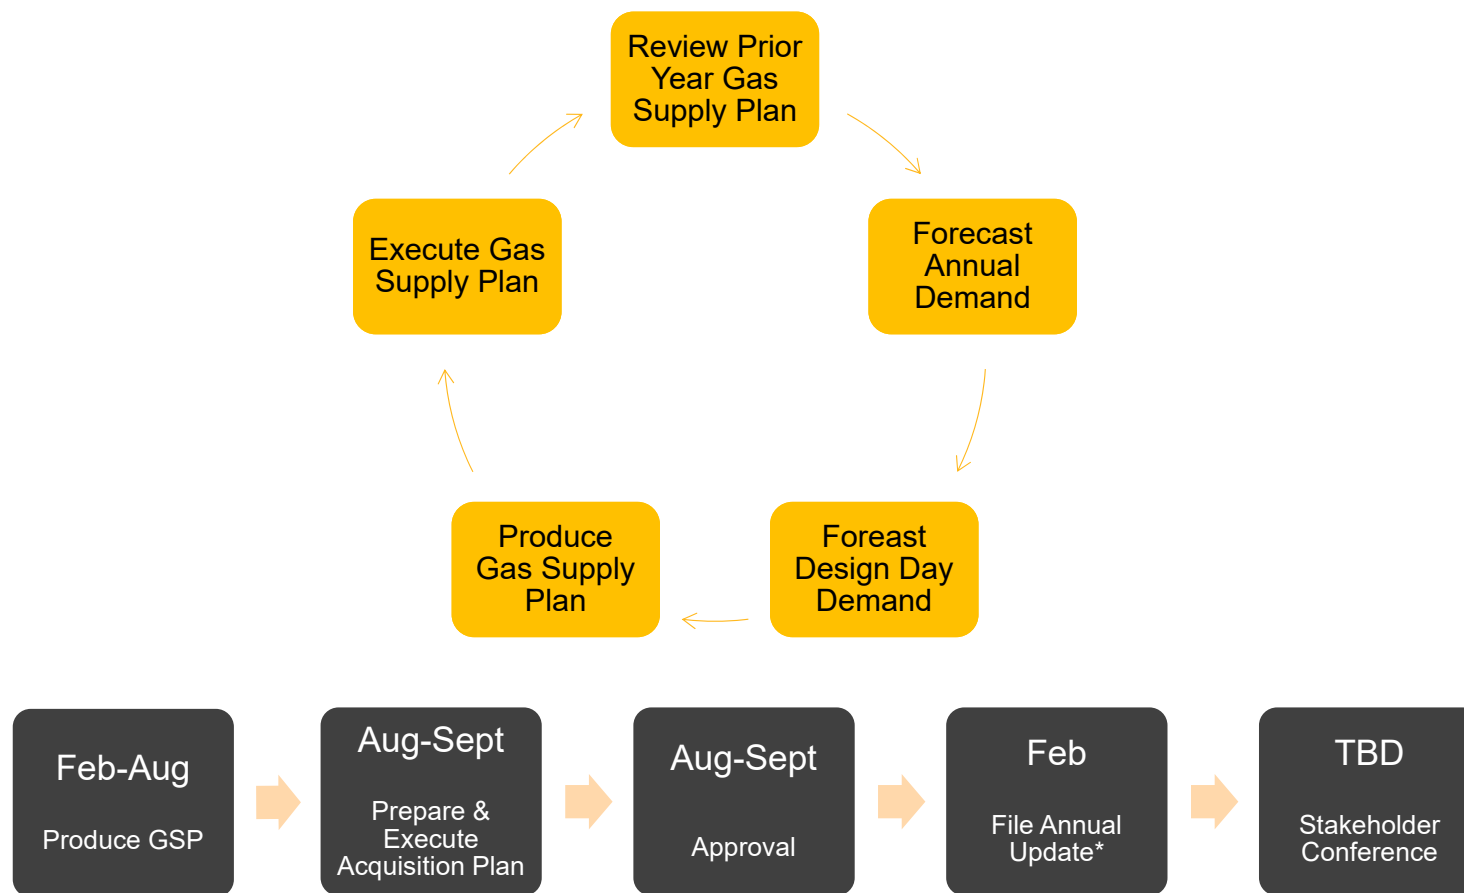 Review Prior
Year Gas
Supply Plan
Execute Gas
Supply Plan
Forecast
Annual
Demand
Produce
Gas Supply
Plan
Foreast
Design Day
Demand
Feb-Aug
Produce GSP
Aug-Sept
Prepare &
Execute
Acquisition Plan
Aug-Sept
Approval
Feb
File Annual
Update*
TBD
Stakeholder
Conference